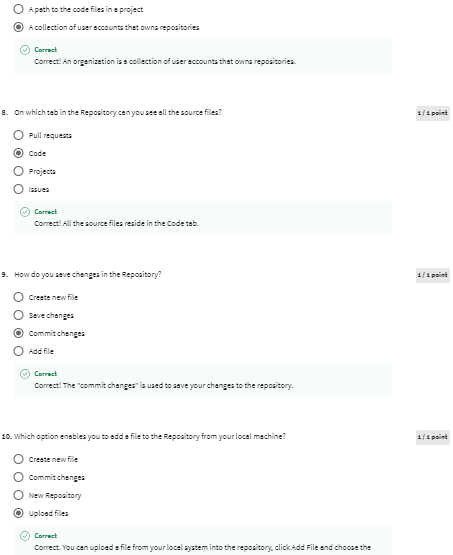 A path to the code files in a project
A collection of user accounts that owns repositories
Correct
Correct! An organization is a collection of user accounts that owns repositories.
8. On which tab in the Repository can you see all the source files?
1 / 1 point
Pull requests
Code
Projects
Issues
Correct
Correct! All the source files reside in the Code tab.
9. How do you save changes in the Repository?
1 / 1 point
Create new file
Save changes
Commit changes
Add file
Correct
Correct! The "commit changes" is used to save your changes to the repository.
10. Which option enables you to add a file to the Repository from your local machine?
1 / 1 point
Create new file
Commit changes
New Repository
Upload files
Correct
Correct. You can upload a file from your local system into the repository, click Add File and choose the